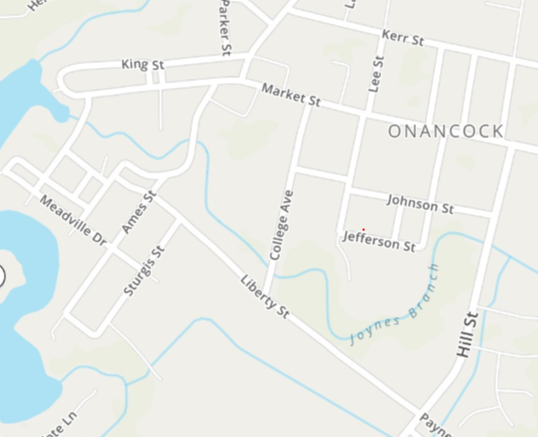 Parker St
Kerr St
King St
Lee St
Market St
ONANCOCK
Johnson St
Ames St
College Ave
Meadville Dr
Jefferson St
Sturgis St
Liberty St
Joynes Branch
Hill St